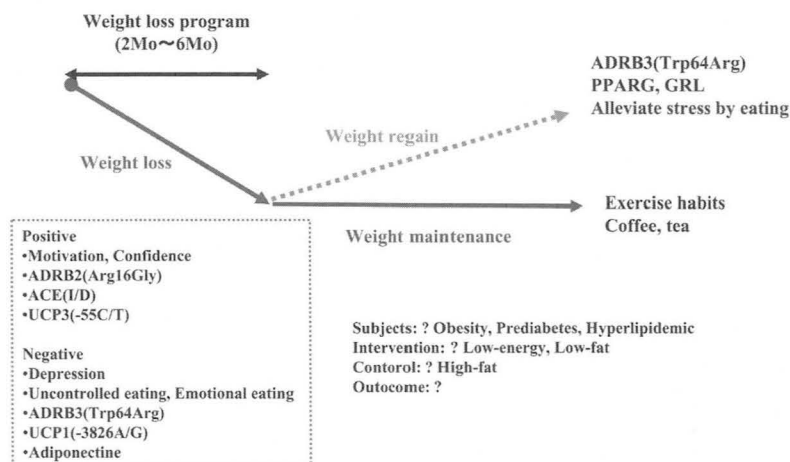 Weight loss program
(2Mo～6Mo)
ADRB3(Trp64Arg)
PPARG, GRL
Alleviate stress by eating
Weight regain
Weight loss
Exercise habits
Coffee, tea
Weight maintenance
Positive
•Motivation, Confidence
•ADRB2(Arg16Gly)
•ACE(I/D)
•UCP3(-55C/T)
Negative
•Depression
•Uncontrolled eating, Emotional eating
•ADRB3(Trp64Arg)
•UCP1(-3826A/G)
•Adiponectine
Subjects: ? Obesity, Prediabetes, Hyperlipidemic
Intervention: ? Low-energy, Low-fat
Contorol: ? High-fat
Outocome: ?